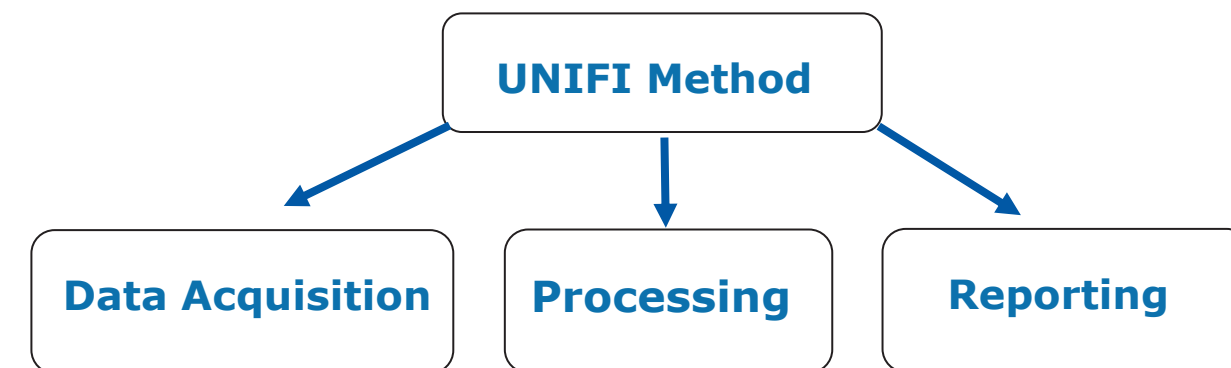 UNIFI Method
Data Acquisition
Processing
Reporting